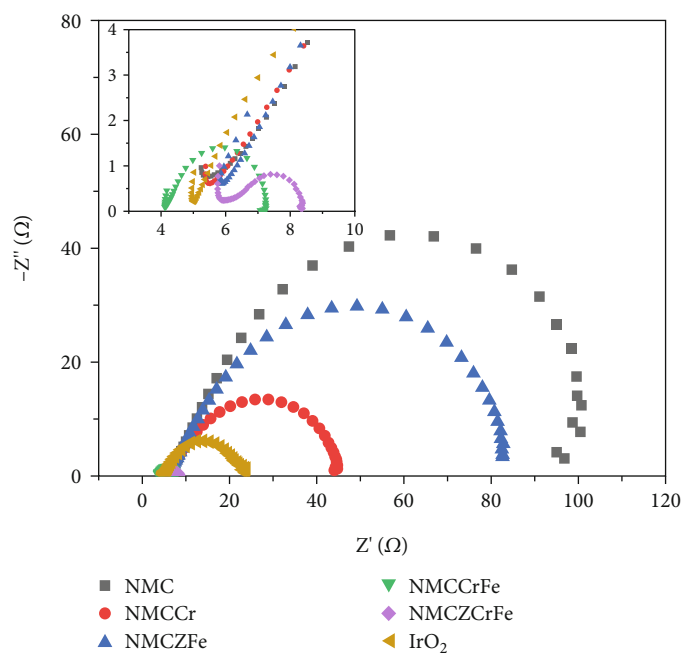 80
60
40
20
0
4
3
2
1
0
4
6
8
10
–Z″ (Ω)
0
20
40
60
80
100
120
Z′ (Ω)
NMC
NMCCrFe
NMCCr
NMCZCrFe
NMCZFe
IrO₂